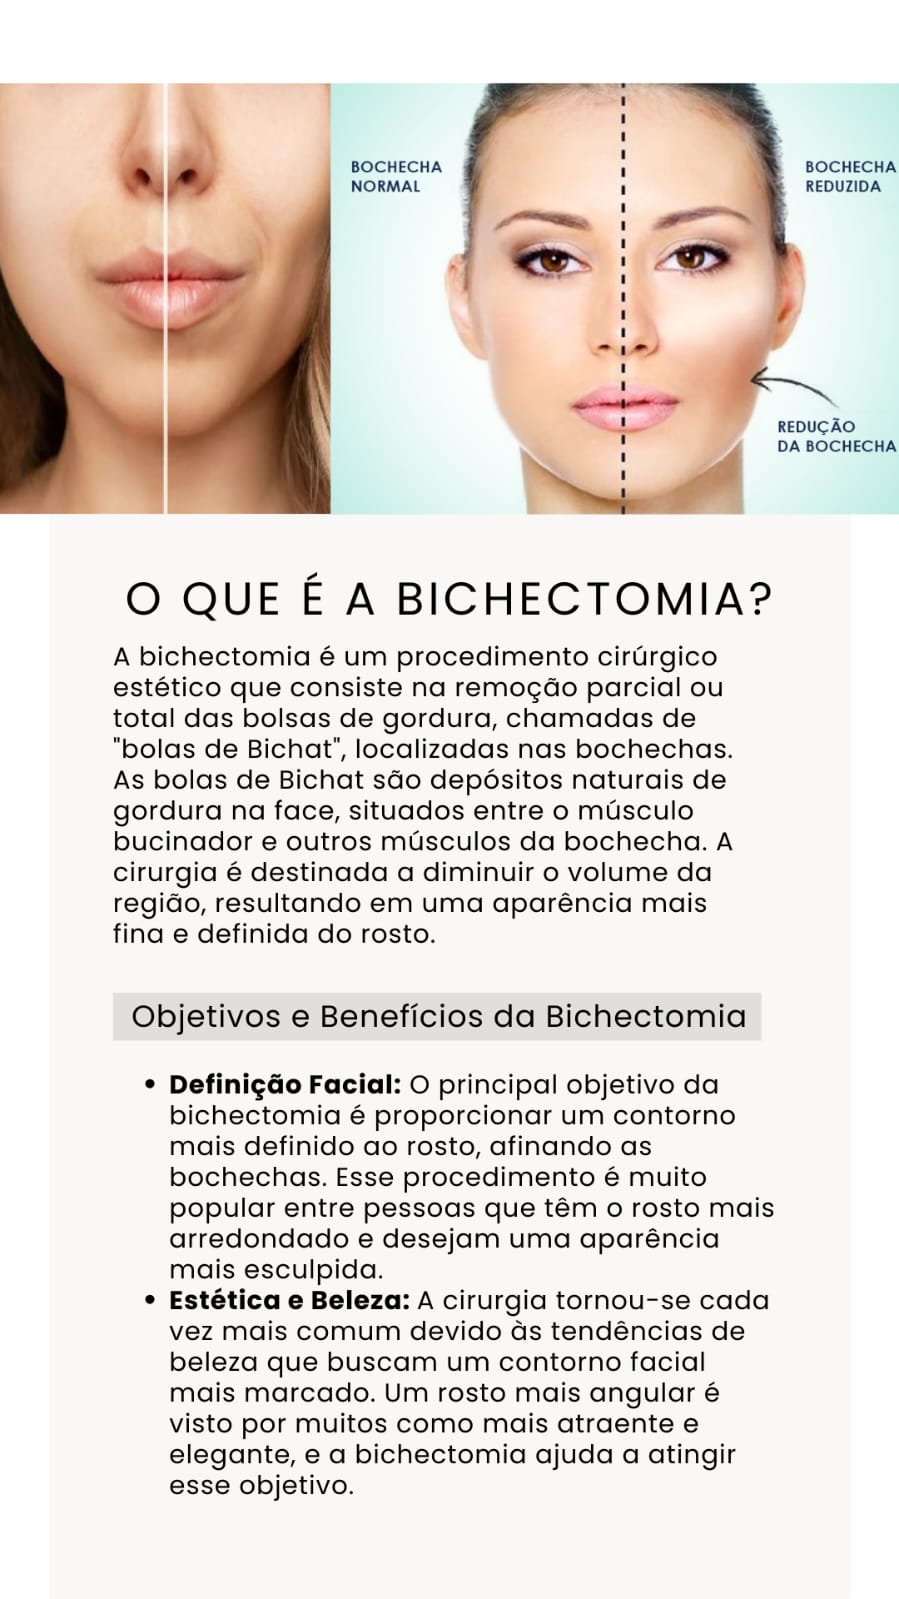 BOCHECHA
NORMAL
BOCHECHA
REDUZIDA
REDUÇÃO
DA BOCHECHA
O QUE É A BICHECTOMIA?
A bichectomia é um procedimento cirúrgico
estético que consiste na remoção parcial ou
total das bolsas de gordura, chamadas de
"bolas de Bichat", localizadas nas bochechas.
As bolas de Bichat são depósitos naturais de
gordura na face, situados entre o músculo
bucinador e outros músculos da bochecha. A
cirurgia é destinada a diminuir o volume da
região, resultando em uma aparência mais
fina e definida do rosto.
Objetivos e Benefícios da Bichectomia
• Definição Facial: O principal objetivo da
bichectomia é proporcionar um contorno
mais definido ao rosto, afinando as
bochechas. Esse procedimento é muito
popular entre pessoas que têm o rosto mais
arredondado e desejam uma aparência
mais esculpida.
• Estética e Beleza: A cirurgia tornou-se cada
vez mais comum devido às tendências de
beleza que buscam um contorno facial
mais marcado. Um rosto mais angular é
visto por muitos como mais atraente e
elegante, e a bichectomia ajuda a atingir
esse objetivo.